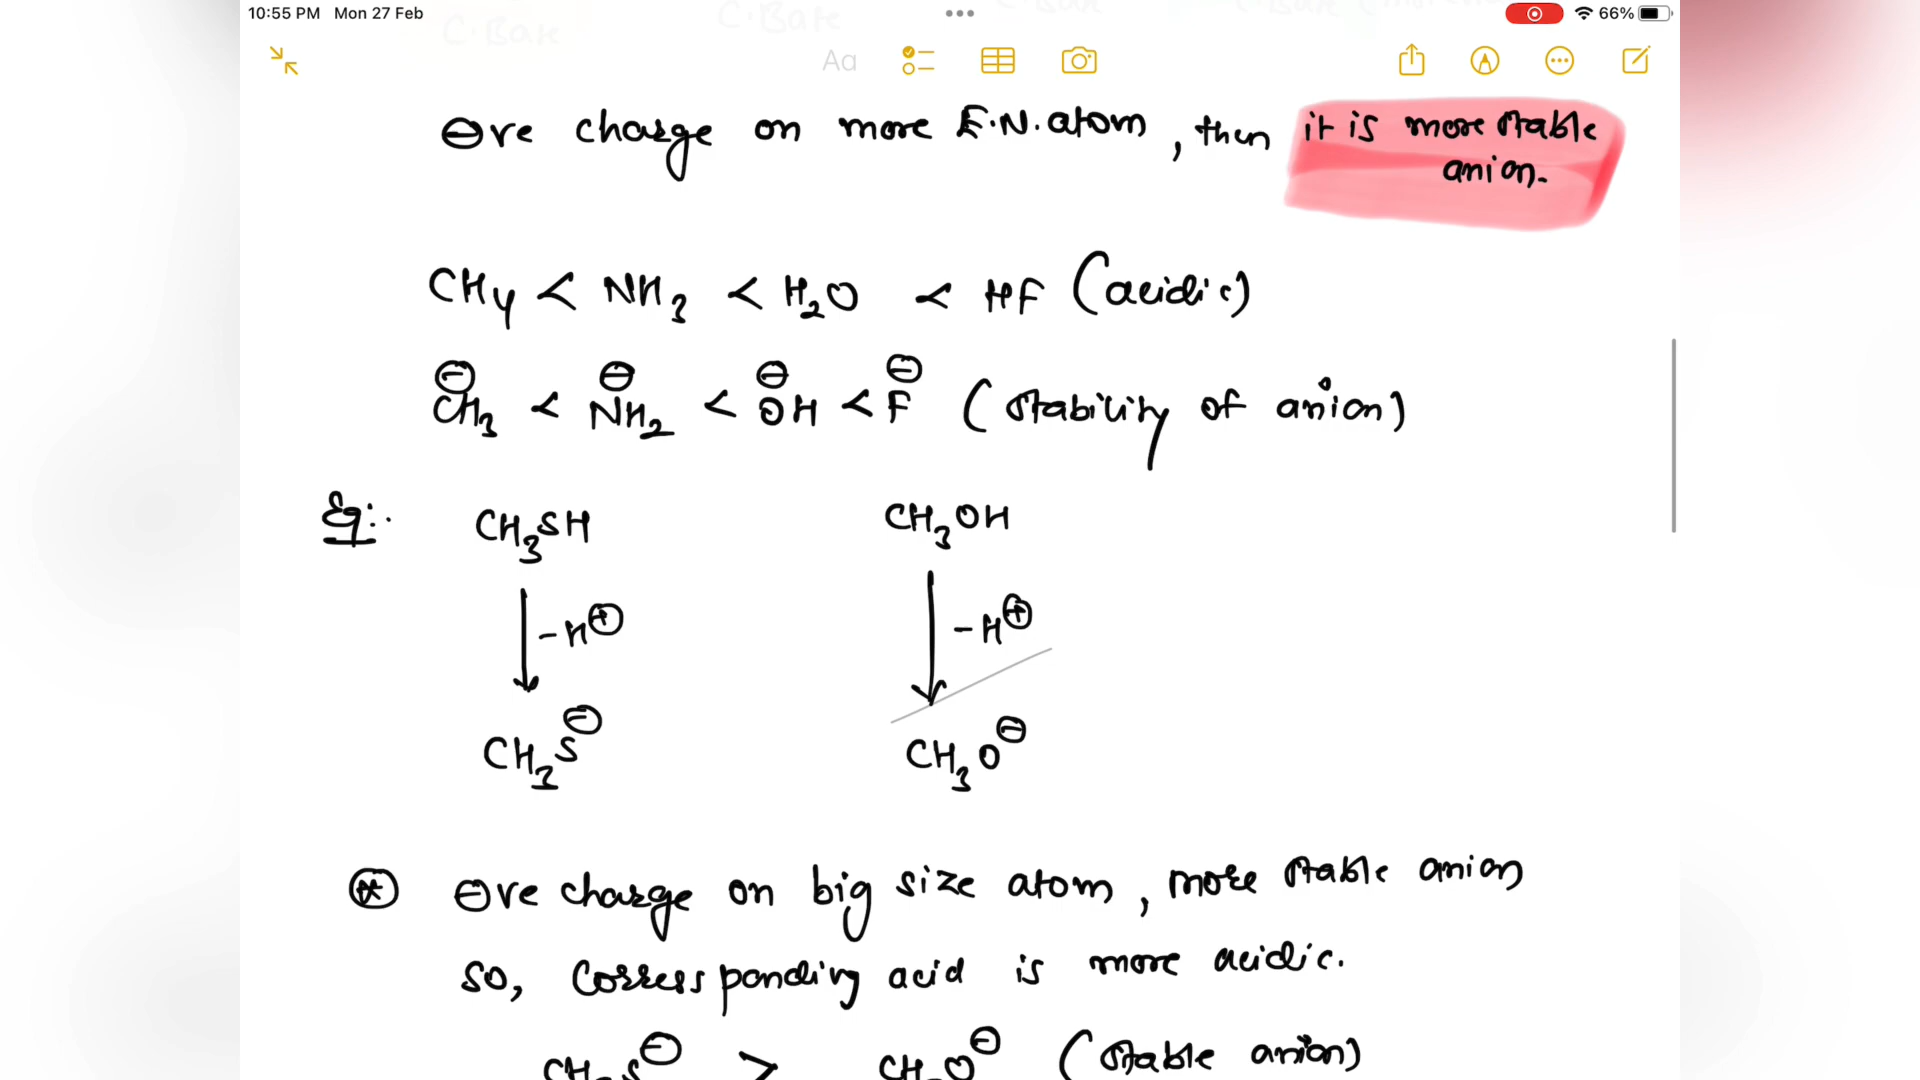 10:55 PM Mon 27 Feb
66%
C. Base C. Base
Aa
⊖ve charge on more E.N. atom, then it is more stable
anion.
CH4 < NH3 < H2O < HF (acidic)
⊖CH3 < ⊖NH2 < ⊖OH < ⊖F (stability of anion)
Eg:. CH3SH CH3OH
-H⊕ -H⊕
CH3S⊖ CH3O⊖
⊛ ⊖ve charge on big size atom, more stable anion
so, Corresponding acid is more acidic.
CH3S⊖ > CH3O⊖ (stable anion)